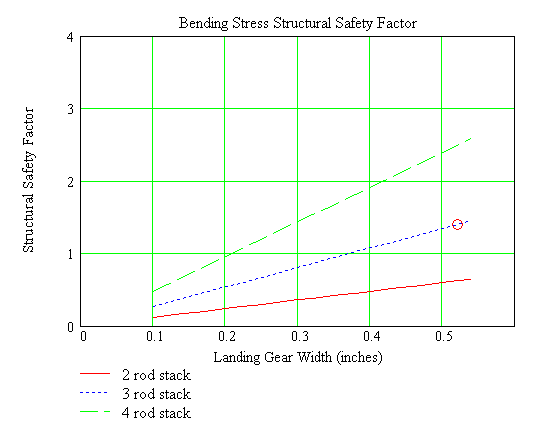 Bending Stress Structural Safety Factor
4
3
2
1
0
Structural Safety Factor
0 0.1 0.2 0.3 0.4 0.5
Landing Gear Width (inches)
2 rod stack
3 rod stack
4 rod stack